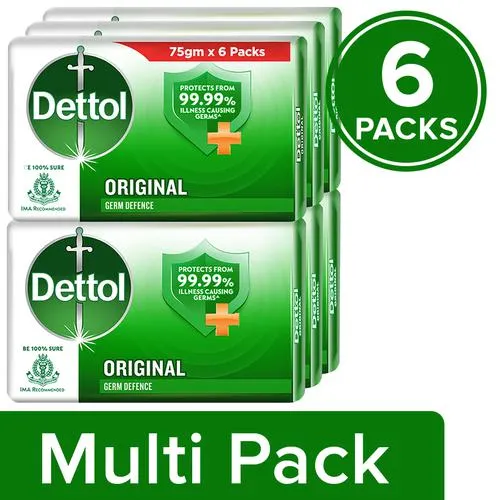 75gm x 6 Packs
Dettol
PROTECTS FROM
99.99%
ILLNESS CAUSING
GERMS^
E 100% SURE
IMA RECOMMENDED
ORIGINAL
GERM DEFENCE
6
PACKS
Dettol
PROTECTS FROM
99.99%
ILLNESS CAUSING
GERMS^
BE 100% SURE
IMA RECOMMENDED
ORIGINAL
GERM DEFENCE
Multi Pack